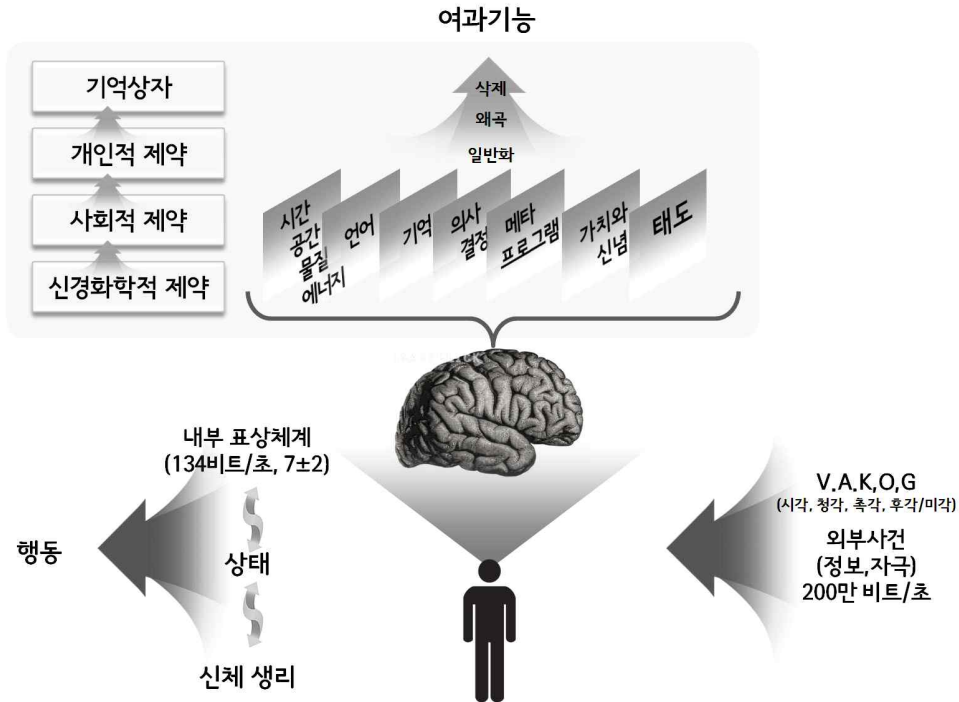 여과기능
기억상자
개인적 제약
사회적 제약
신경화학적 제약
삭제
왜곡
일반화
시간
공간
물질
에너지
언어
기억
의사
결정
메타
프로그램
가치와
신념
태도
내부 표상체계
(134비트/초, 7±2)
상태
신체 생리
행동
V.A.K,O,G
(시각, 청각, 촉각, 후각/미각)
외부사건
(정보,자극)
200만 비트/초